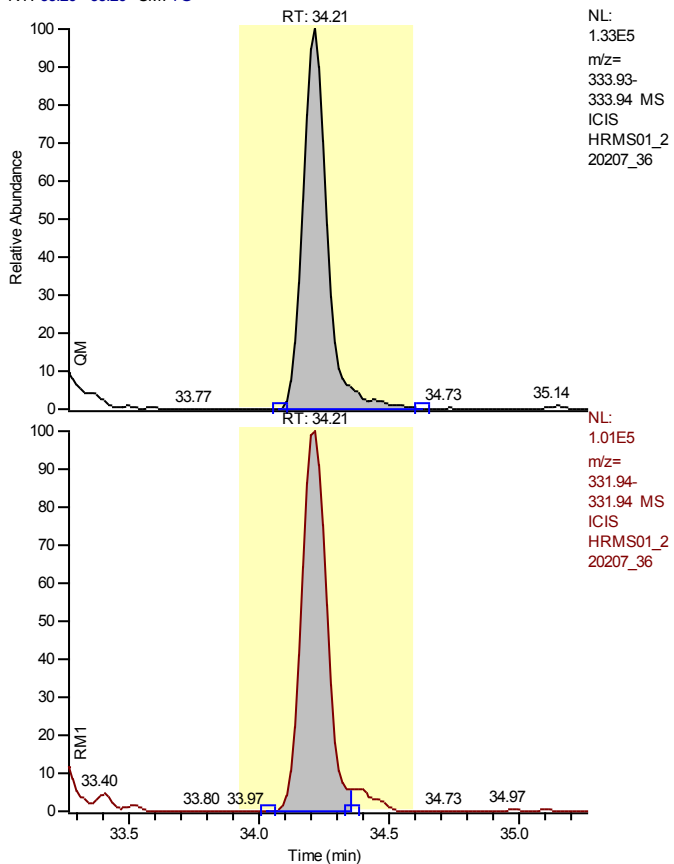 RT: 34.21
NL:
1.33E5
m/z=
333.93-
333.94 MS
ICIS
HRMS01_2
20207_36
100
90
80
70
60
50
40
30
20
10
0
Relative Abundance
QM
33.77
34.73
35.14
RT: 34.21
NL:
1.01E5
m/z=
331.94-
331.94 MS
ICIS
HRMS01_2
20207_36
100
90
80
70
60
50
40
30
20
10
0
RM1
33.40
33.80
33.97
34.73
34.97
33.5
34.0
34.5
35.0
Time (min)